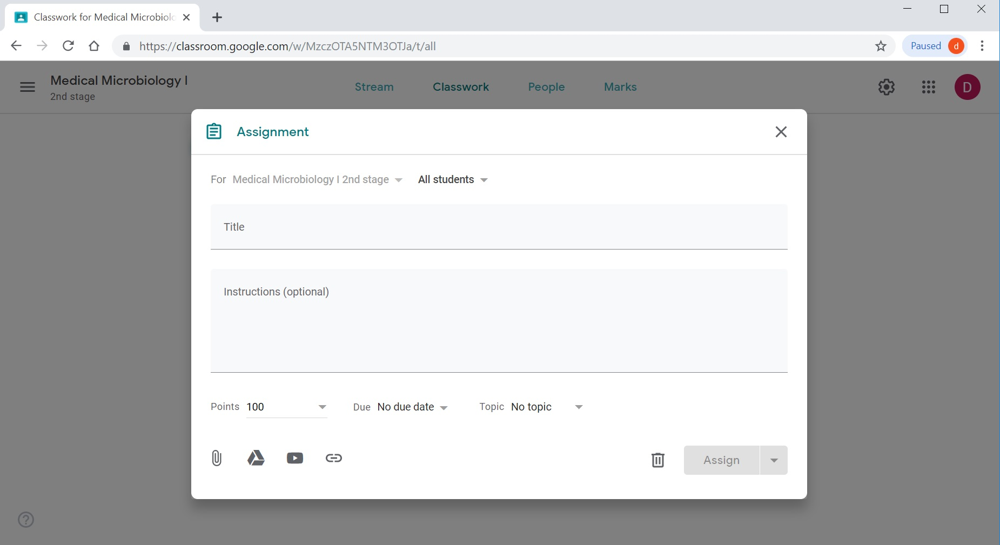 Classwork for Medical Microbiolo
https://classroom.google.com/w/MzczOTA5NTM3OTJa/t/all
Paused d
Medical Microbiology I
2nd stage
Stream Classwork People Marks
D
Assignment
For Medical Microbiology I 2nd stage All students
Title
Instructions (optional)
Points 100 Due No due date Topic No topic
Assign